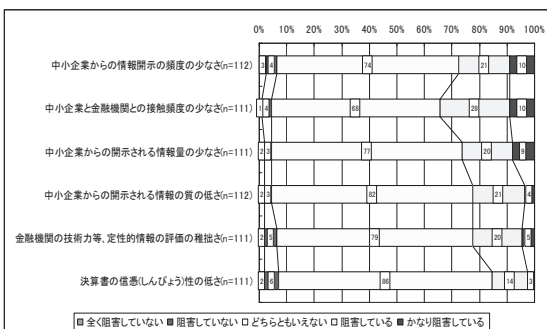 0% 10% 20% 30% 40% 50% 60% 70% 80% 90% 100%
中小企業からの情報開示の頻度の少なさ(n=112) 3 4 74 21 10
中小企業と金融機関との接触頻度の少なさ(n=111) 1 4 68 28 10
中小企業からの開示される情報量の少なさ(n=111) 2 3 77 20 9
中小企業からの開示される情報の質の低さ(n=112) 2 3 82 21 4
金融機関の技術力等、定性的情報の評価の稚拙さ(n=111) 2 5 79 20 5
決算書の信憑(しんぴょう)性の低さ(n=111) 2 6 86 14 3
全く阻害していない 阻害していない どちらともいえない 阻害している かなり阻害している